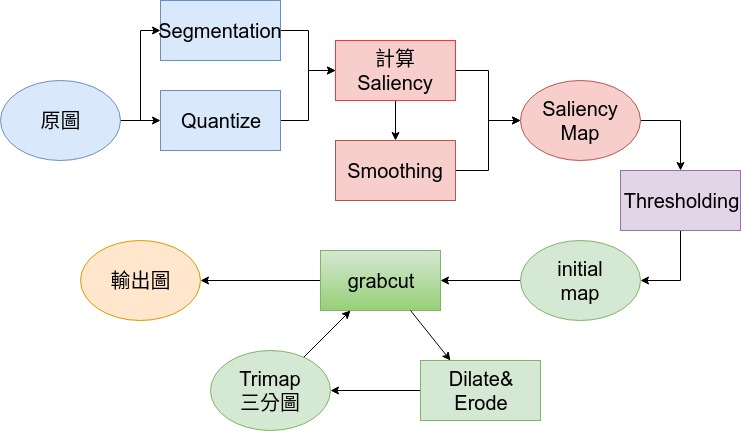 Segmentation
原圖
Quantize
計算
Saliency
Smoothing
Saliency
Map
Thresholding
initial
map
grabcut
輸出圖
Dilate&
Erode
Trimap
三分圖